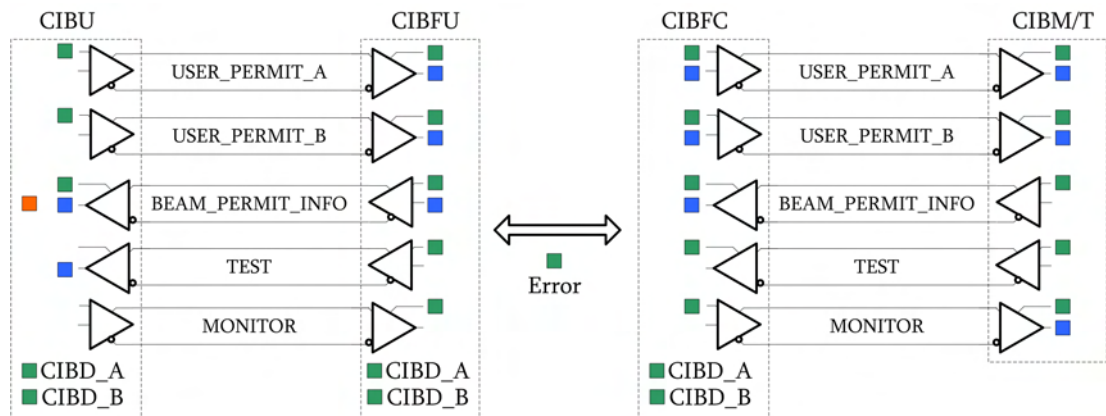 CIBU CIBFU CIBFC CIBM/T
USER_PERMIT_A USER_PERMIT_A
USER_PERMIT_B USER_PERMIT_B
BEAM_PERMIT_INFO BEAM_PERMIT_INFO
TEST TEST
Error
MONITOR MONITOR
CIBD_A CIBD_A CIBD_A
CIBD_B CIBD_B CIBD_B